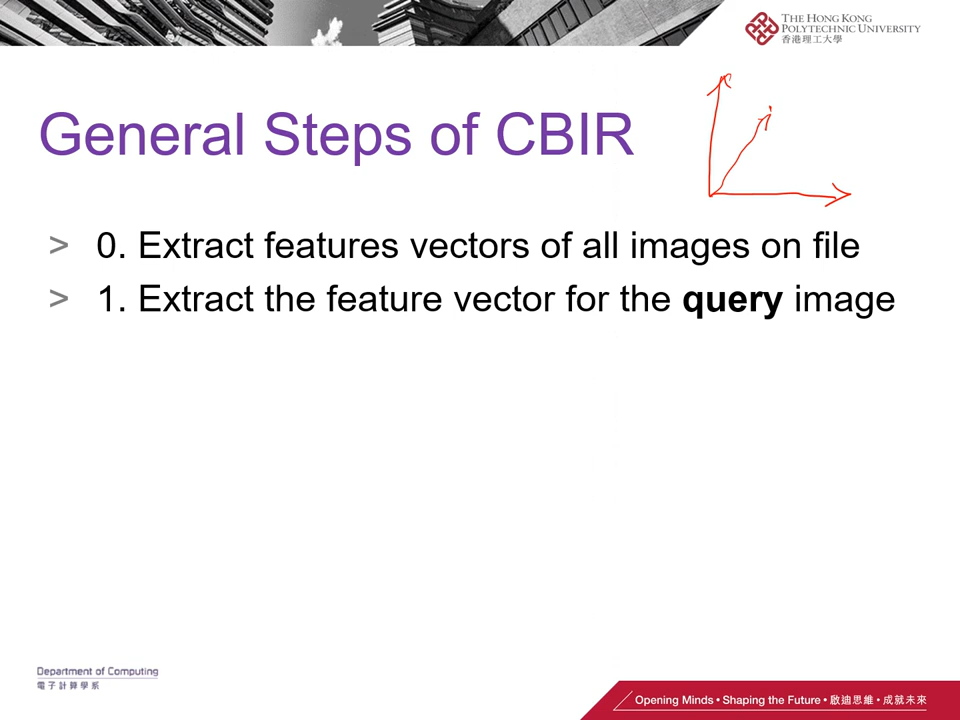 THE HONG KONG
POLYTECHNIC UNIVERSITY
香港理工大學
General Steps of CBIR
> 0. Extract features vectors of all images on file
> 1. Extract the feature vector for the query image
Department of Computing
電子計算學系
Opening Minds • Shaping the Future • 啟迪思維 • 成就未來